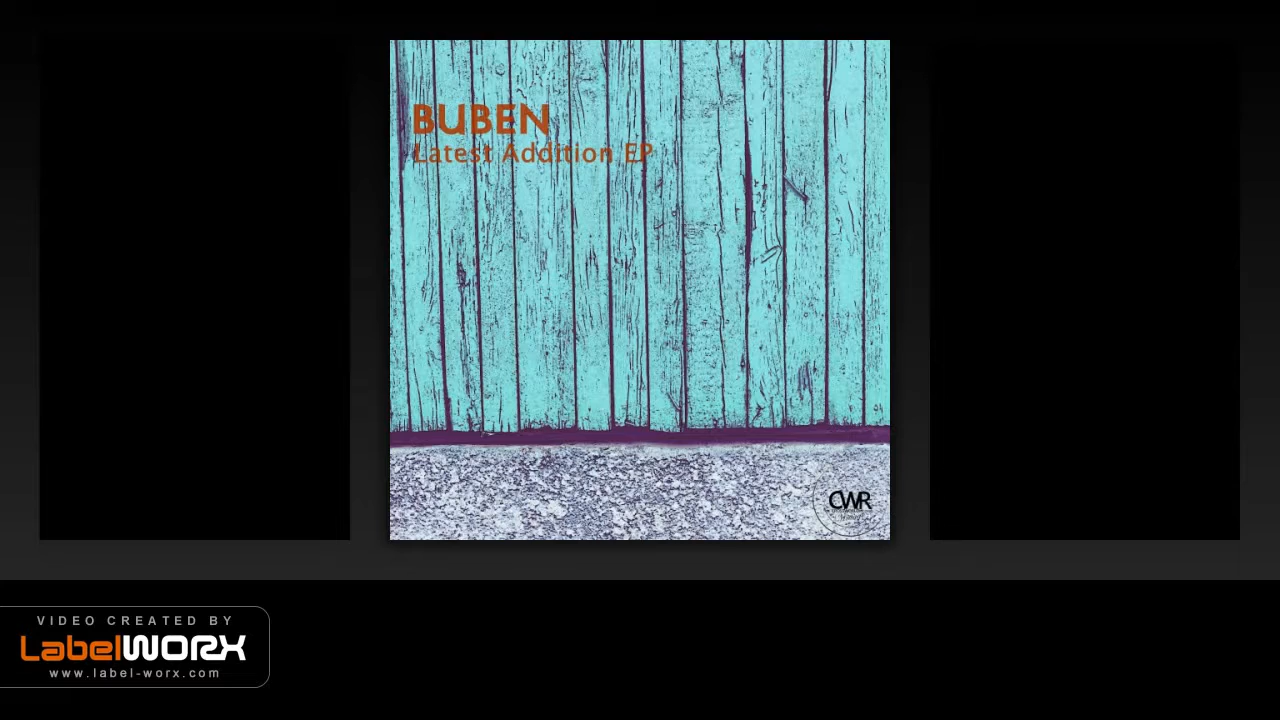 BUBEN
Latest Addition EP
CWR
VIDEO CREATED BY
LabelWORX
www.label-worx.com